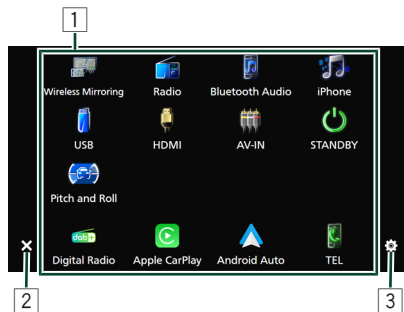 1
Wireless Mirroring Radio Bluetooth Audio iPhone
USB HDMI AV-IN STANDBY
Pitch and Roll
dab+
Digital Radio Apple CarPlay Android Auto TEL
2 3